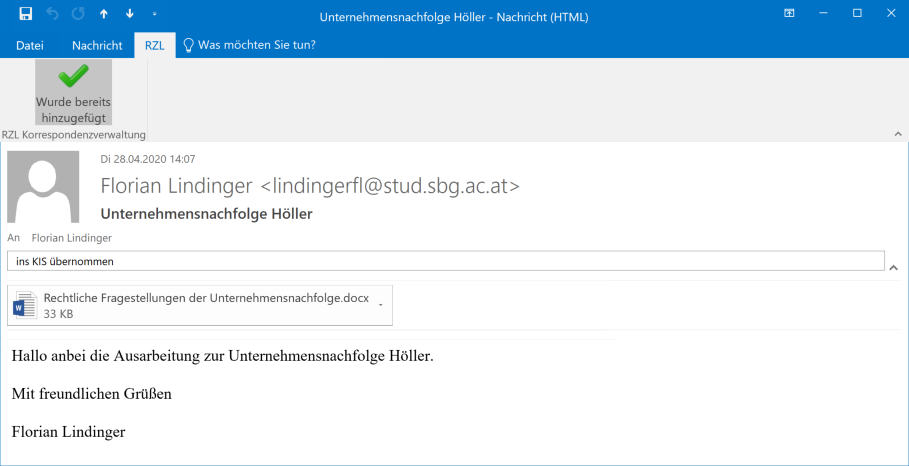 Unternehmensnachfolge Höller - Nachricht (HTML)
Datei Nachricht RZL Was möchten Sie tun?
Wurde bereits
hinzugefügt
RZL Korrespondenzverwaltung
Di 28.04.2020 14:07
Florian Lindinger <lindingerfl@stud.sbg.ac.at>
Unternehmensnachfolge Höller
An Florian Lindinger
ins KIS übernommen
Rechtliche Fragestellungen der Unternehmensnachfolge.docx
33 KB
Hallo anbei die Ausarbeitung zur Unternehmensnachfolge Höller.
Mit freundlichen Grüßen
Florian Lindinger